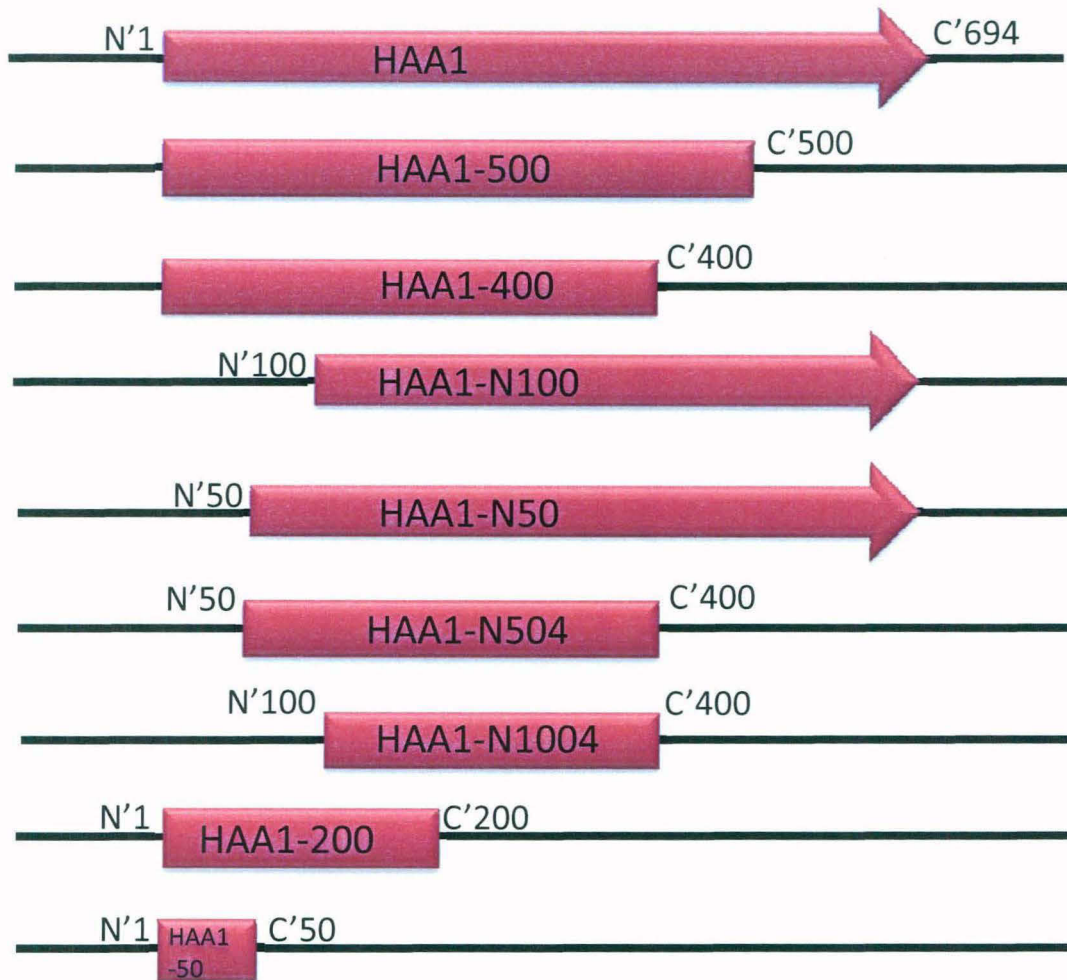 N'1 HAA1 C'694
HAA1-500 C'500
HAA1-400 C'400
N'100 HAA1-N100
N'50 HAA1-N50
N'50 HAA1-N504 C'400
N'100 HAA1-N1004 C'400
N'1 HAA1-200 C'200
N'1 HAA1 C'50
-50